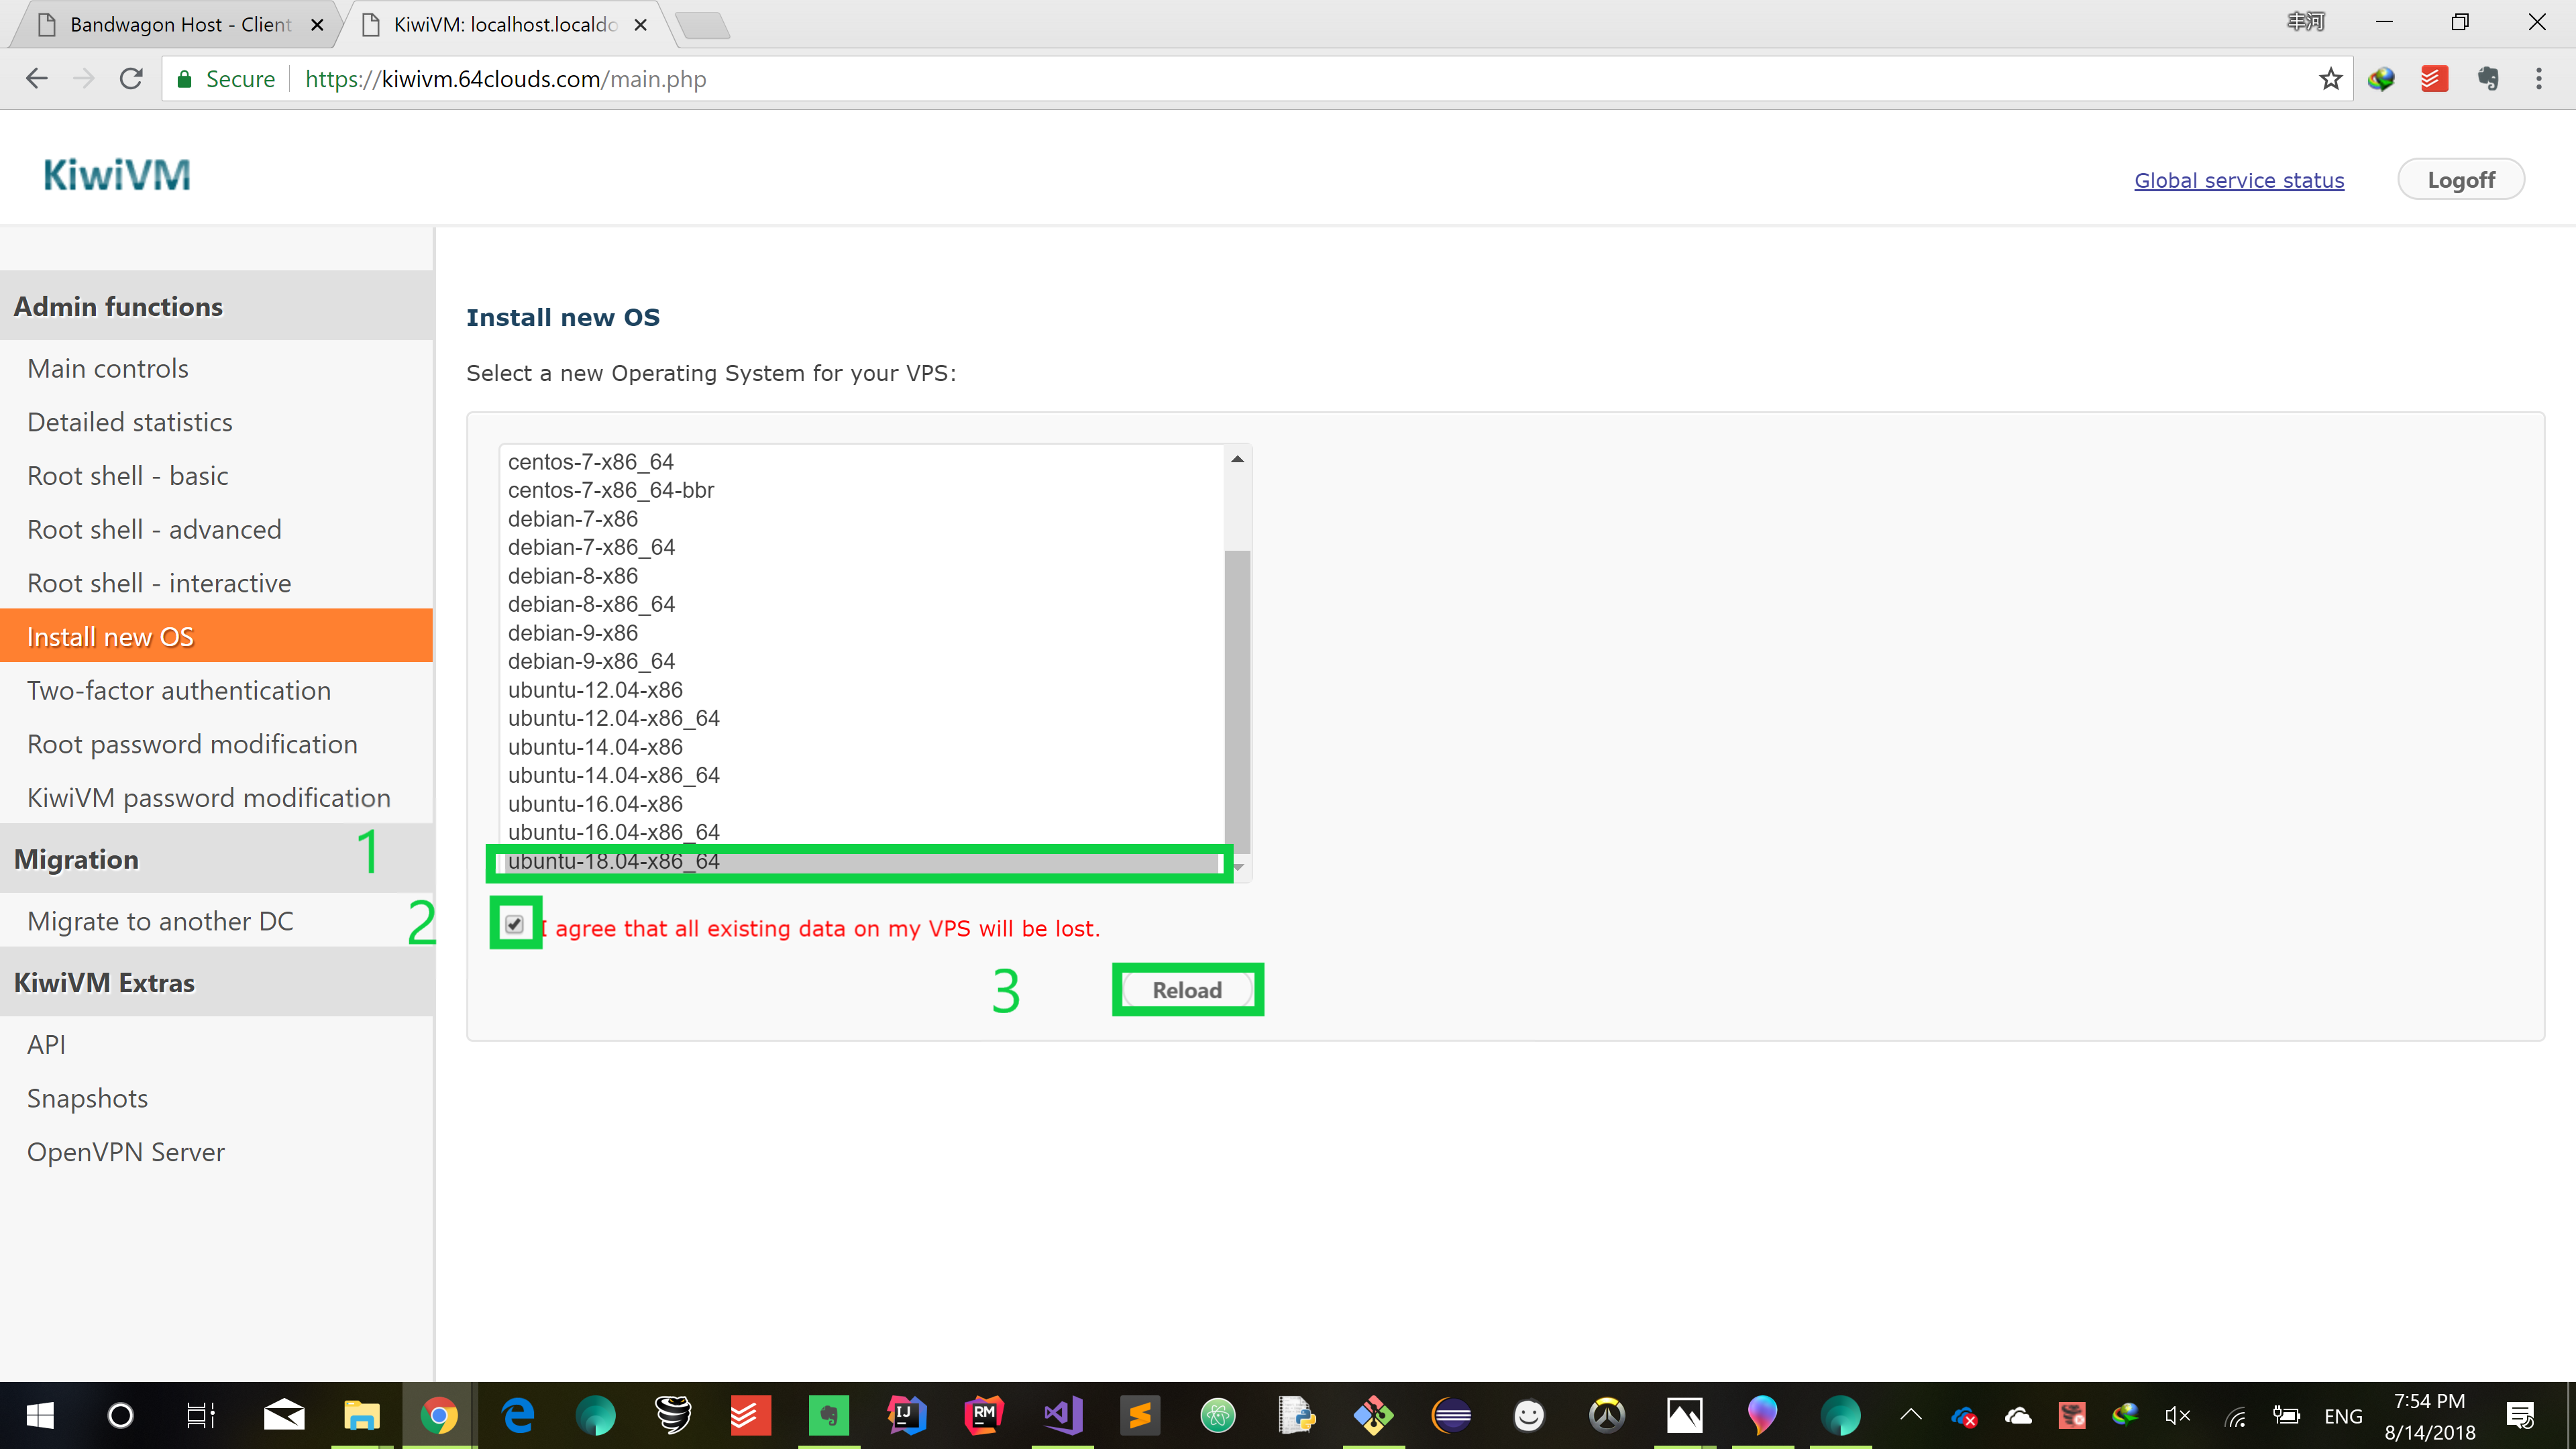 Bandwagon Host - Client
KiwiVM: localhost.localdo
丰河
Secure
https://kiwivm.64clouds.com/main.php
KiwiVM
Global service status
Logoff
Admin functions
Main controls
Detailed statistics
Root shell - basic
Root shell - advanced
Root shell - interactive
Install new OS
Two-factor authentication
Root password modification
KiwiVM password modification
Migration
Migrate to another DC
KiwiVM Extras
API
Snapshots
OpenVPN Server
Install new OS
Select a new Operating System for your VPS:
centos-7-x86_64
centos-7-x86_64-bbr
debian-7-x86
debian-7-x86_64
debian-8-x86
debian-8-x86_64
debian-9-x86
debian-9-x86_64
ubuntu-12.04-x86
ubuntu-12.04-x86_64
ubuntu-14.04-x86
ubuntu-14.04-x86_64
ubuntu-16.04-x86
ubuntu-16.04-x86_64
1
ubuntu-18.04-x86_64
2
I agree that all existing data on my VPS will be lost.
3
Reload
IJ
RM
ENG
7:54 PM
8/14/2018